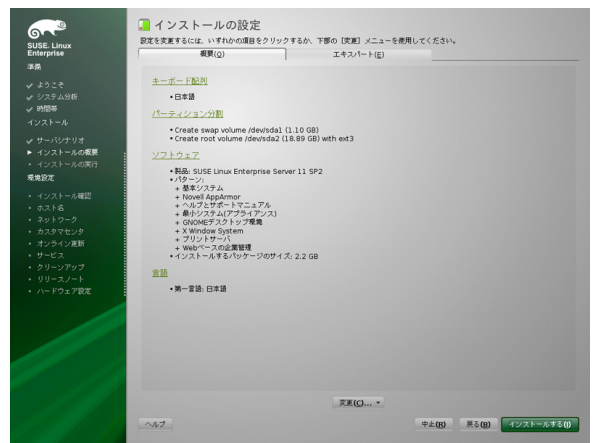 SUSE. Linux
Enterprise
準備
ようこそ
システム分析
時間帯
インストール
サーバシナリオ
インストールの概要
インストールの実行
環境設定
インストール確認
ホスト名
ネットワーク
カスタマセンタ
オンライン更新
サービス
クリーンアップ
リリースノート
ハードウェア設定
インストールの設定
設定を変更するには、いずれかの項目をクリックするか、下部の［変更］メニューを使用してください。
概要(O) エキスパート(E)
キーボード配列
•日本語
パーティション分割
•Create swap volume /dev/sda1 (1.10 GB)
•Create root volume /dev/sda2 (18.89 GB) with ext3
ソフトウェア
•製品: SUSE Linux Enterprise Server 11 SP2
•パターン:
+ 基本システム
+ Novell AppArmor
+ ヘルプとサポートマニュアル
+ 最小システム(アプライアンス)
+ GNOMEデスクトップ環境
+ X Window System
+ プリントサーバ
+ Webベースの企業管理
•インストールするパッケージのサイズ: 2.2 GB
言語
•第一言語: 日本語
変更(C)...
ヘルプ 中止(R) 戻る(B) インストールする(I)